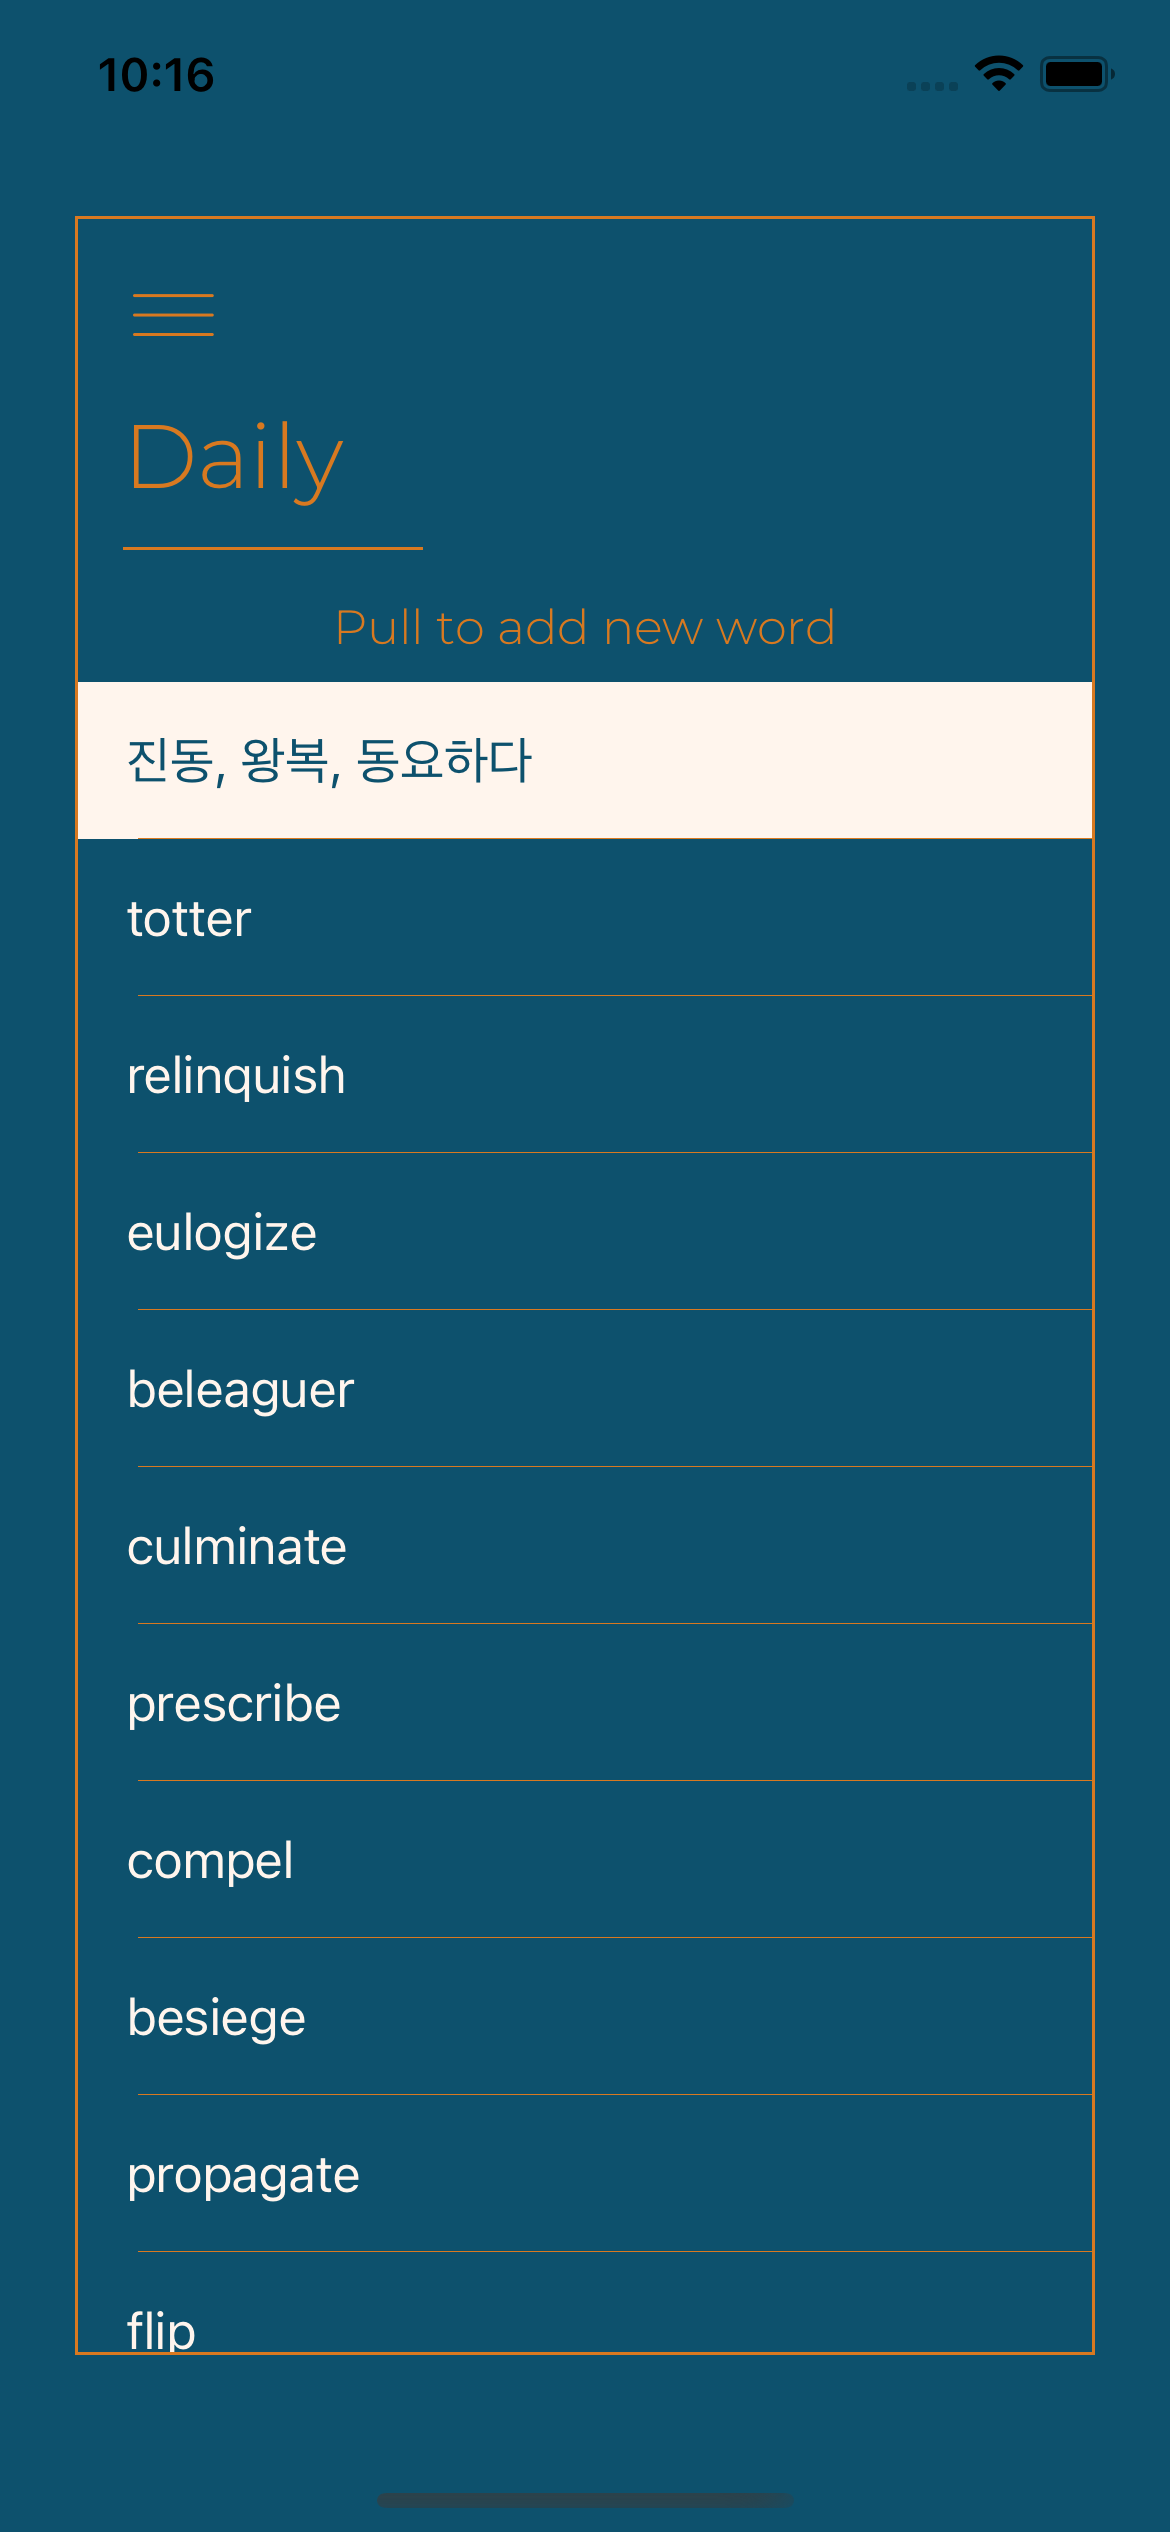 10:16
Daily
Pull to add new word
진동, 왕복, 동요하다
totter
relinquish
eulogize
beleaguer
culminate
prescribe
compel
besiege
propagate
flip